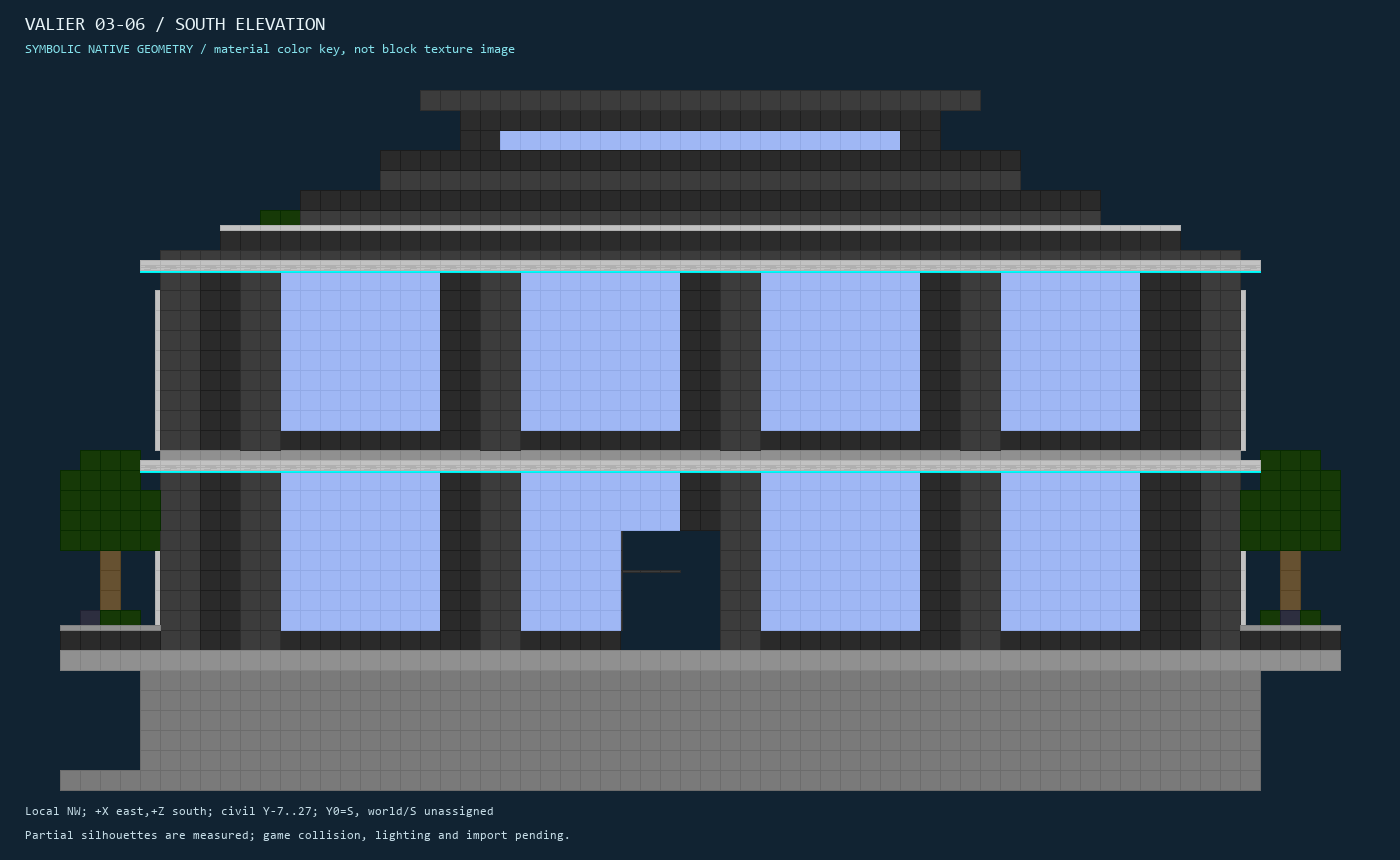 VALIER 03-06 / SOUTH ELEVATION
SYMBOLIC NATIVE GEOMETRY / material color key, not block texture image
Local NW; +X east,+Z south; civil Y-7..27; Y0=S, world/S unassigned
Partial silhouettes are measured; game collision, lighting and import pending.